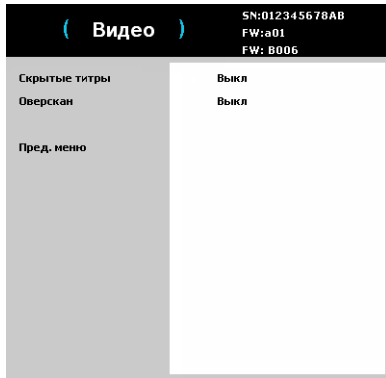 ( Видео )
SN:012345678AB
FW:a01
FW: B006
Скрытые титры Выкл
Оверскан Выкл
Пред. меню